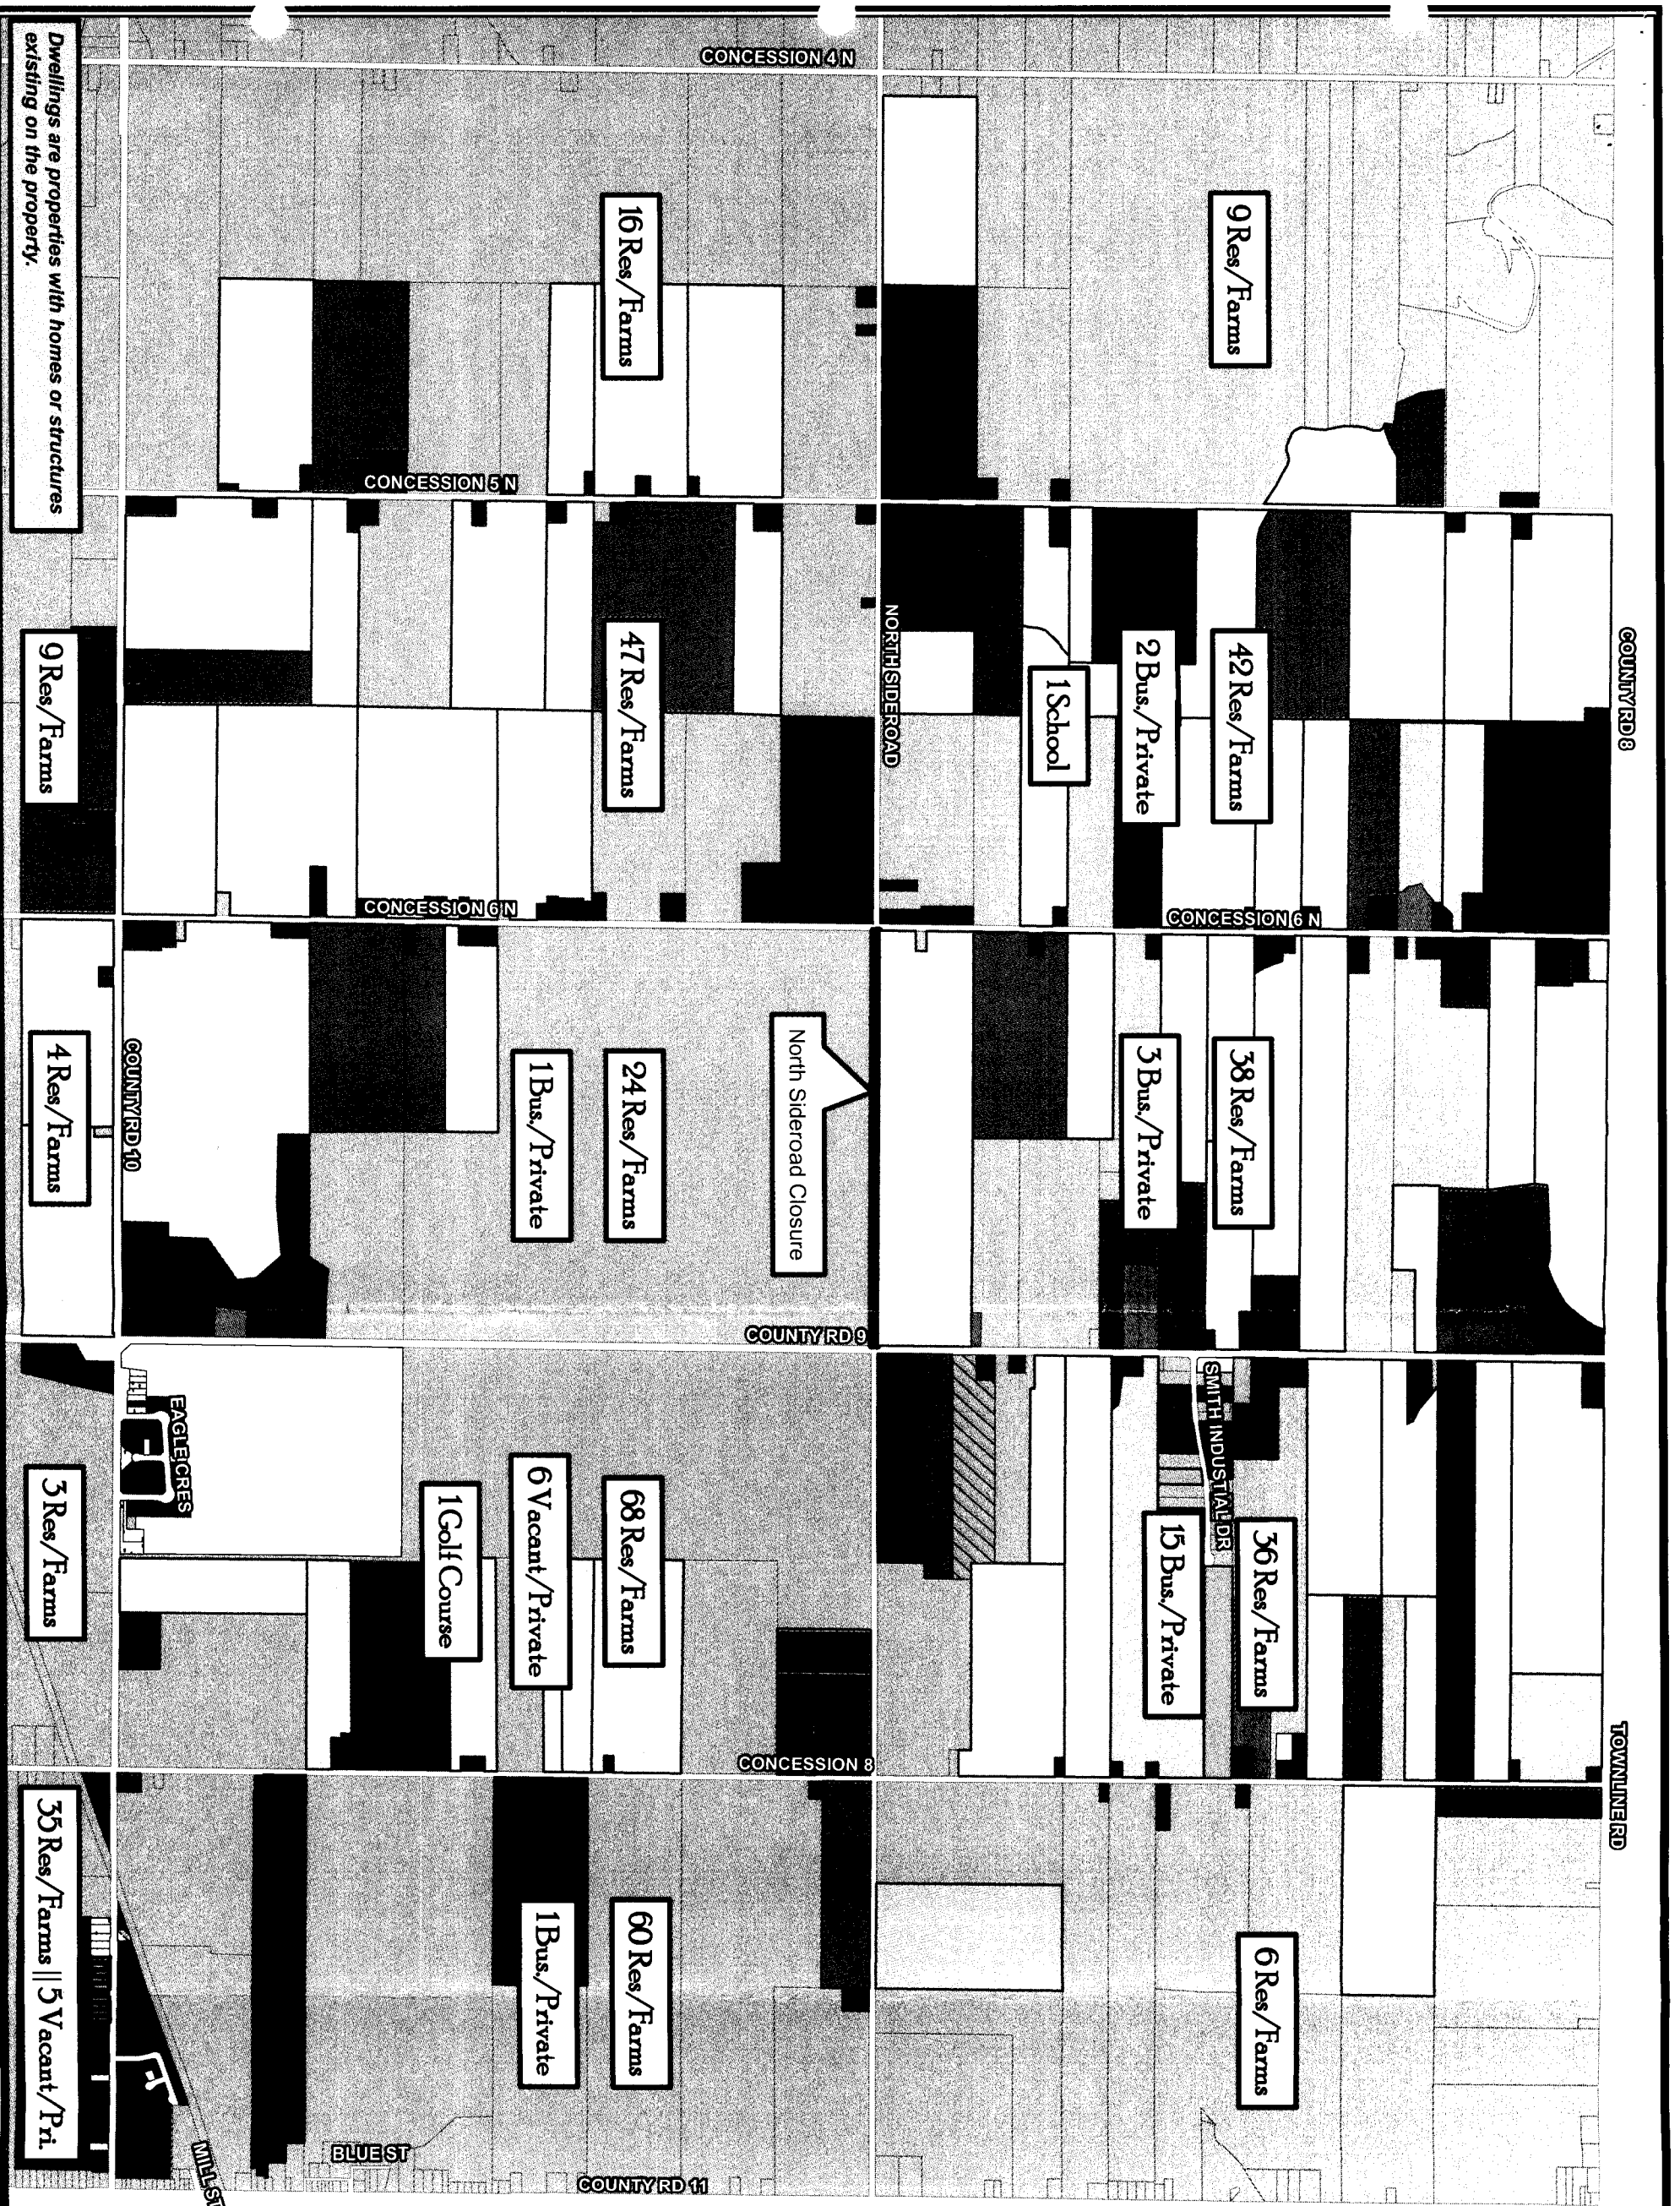 CONCESSION 4 N
9 Res/Farms
16 Res/Farms
CONCESSION 5 N
Dwellings are properties with homes or structures
existing on the property.
COUNTY RD 8
42 Res/Farms
2 Bus./Private
1 School
NORTH SIDEROAD
47 Res/Farms
9 Res/Farms
CONCESSION 6 N
CONCESSION 6 N
38 Res/Farms
3 Bus./Private
North Sideroad Closure
24 Res/Farms
1 Bus./Private
COUNTY RD 10
4 Res/Farms
COUNTY RD 9
SMITH INDUSTIAL DR
36 Res/Farms
15 Bus./Private
68 Res/Farms
6 Vacant/Private
1 Golf Course
EAGLE CRES
3 Res/Farms
TOWNLINE RD
CONCESSION 8
6 Res/Farms
60 Res/Farms
1 Bus./Private
35 Res/Farms || 5 Vacant/Pri.
BLUE ST
MILL ST
COUNTY RD 11